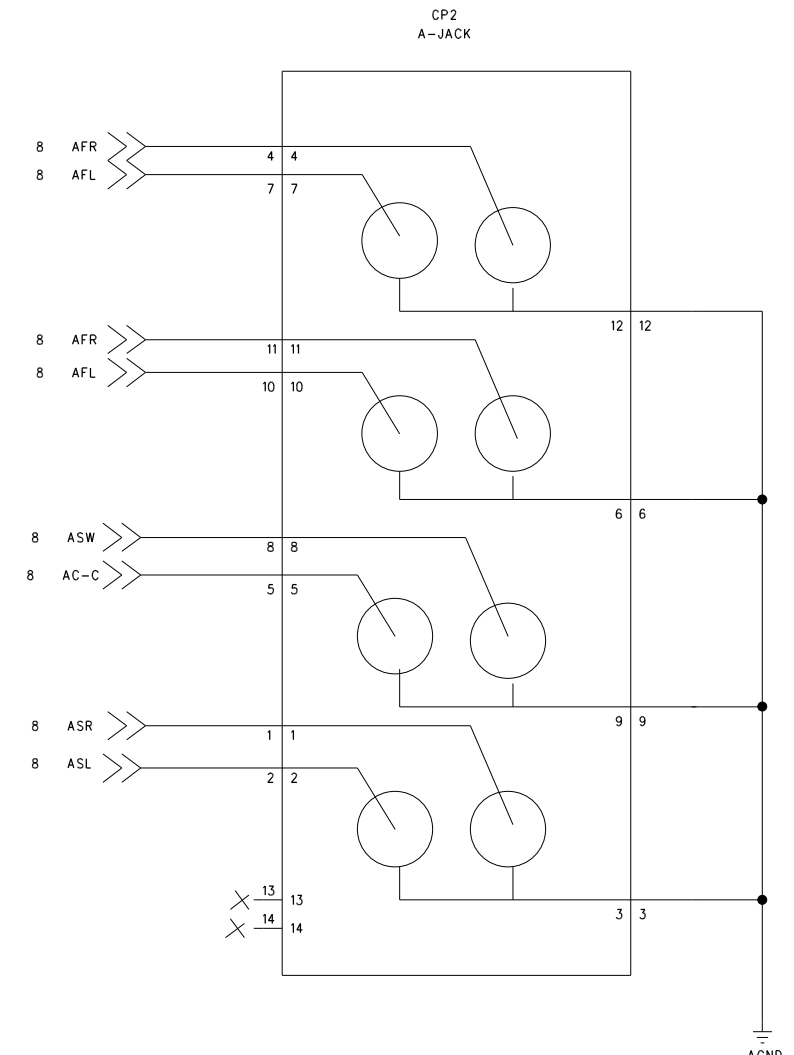 CP2
A-JACK
8 AFR
4 4
8 AFL
7 7
12 12
8 AFR
11 11
8 AFL
10 10
6 6
8 ASW
8 8
8 AC-C
5 5
9 9
8 ASR
1 1
8 ASL
2 2
13 13
14 14
3 3
AGND